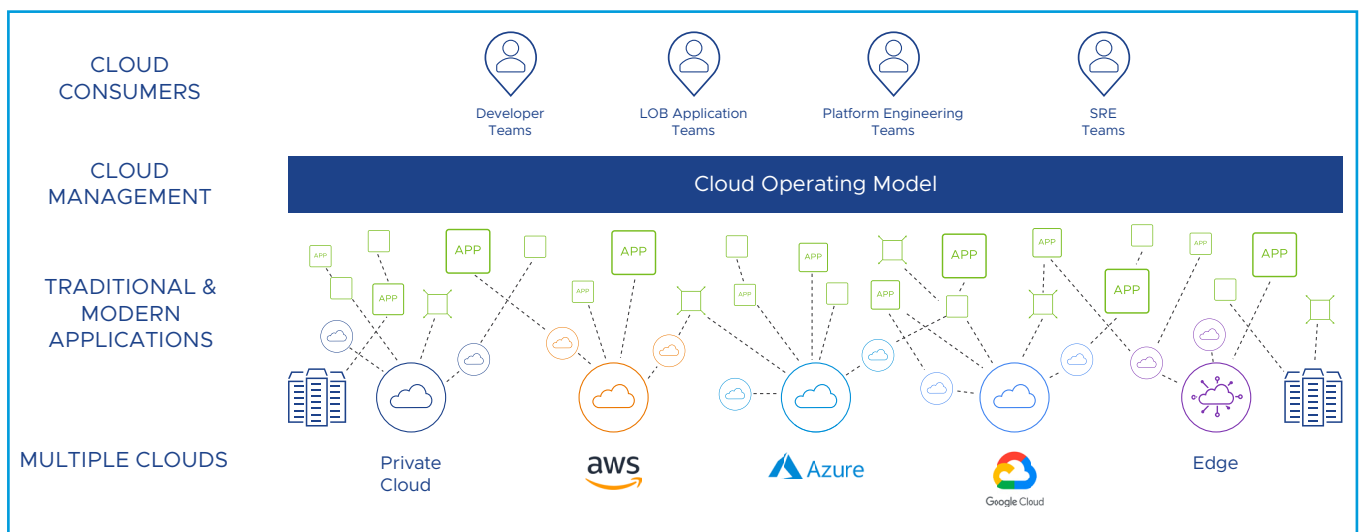 CLOUD
CONSUMERS
Developer
Teams
LOB Application
Teams
Platform Engineering
Teams
SRE
Teams
CLOUD
MANAGEMENT
Cloud Operating Model
TRADITIONAL &
MODERN
APPLICATIONS
APP
APP
APP
APP
APP
APP
APP
APP
APP
APP
APP
APP
APP
MULTIPLE CLOUDS
Private
Cloud
aws
Azure
Google Cloud
Edge